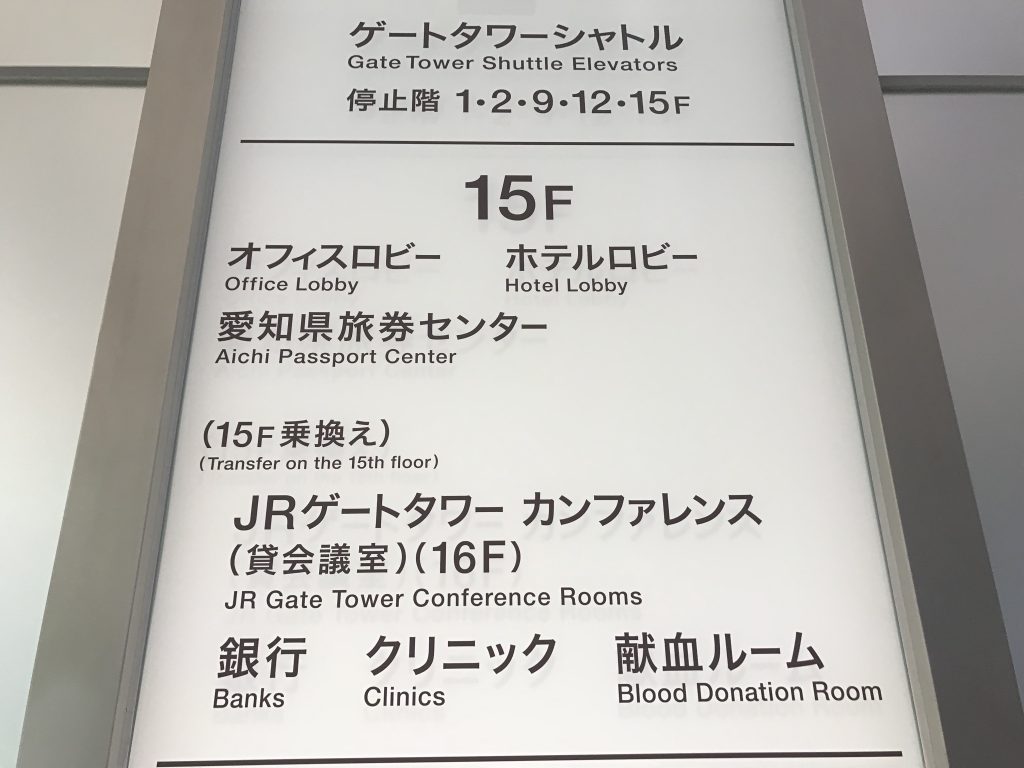 ゲートタワーシャトル
Gate Tower Shuttle Elevators
停止階 1・2・9・12・15F
15F
オフィスロビー ホテルロビー
Office Lobby Hotel Lobby
愛知県旅券センター
Aichi Passport Center
(15F乗換え)
(Transfer on the 15th floor)
JRゲートタワー カンファレンス
(貸会議室)(16F)
JR Gate Tower Conference Rooms
銀行 クリニック 献血ルーム
Banks Clinics Blood Donation Room